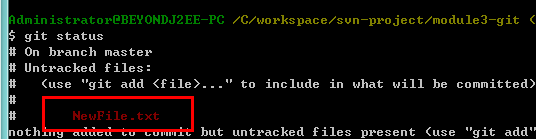 Administrator@BEYONDJ2EE-PC /C/workspace/svn-project/module3-git (
$ git status
# On branch master
# Untracked files:
#   (use "git add <file>..." to include in what will be committed)
#
#       NewFile.txt
nothing added to commit but untracked files present (use "git add"